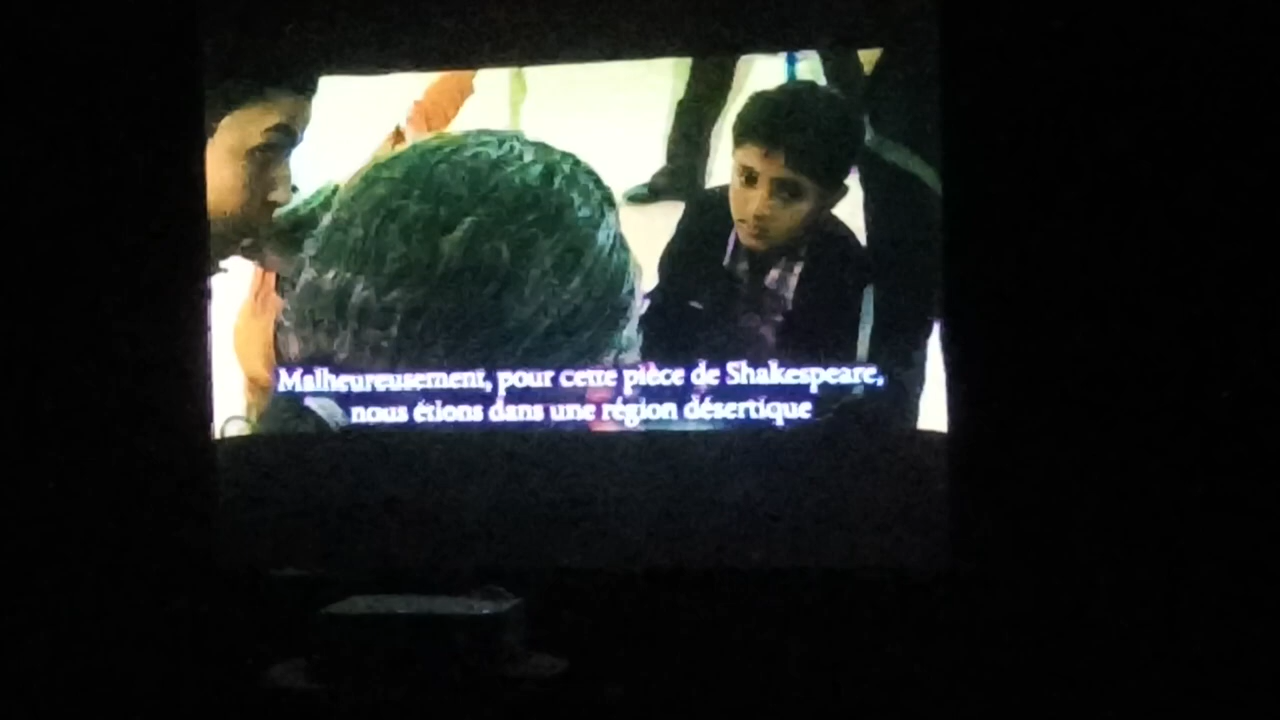 Malheureusement, pour cette pièce de Shakespeare,
nous étions dans une région désertique